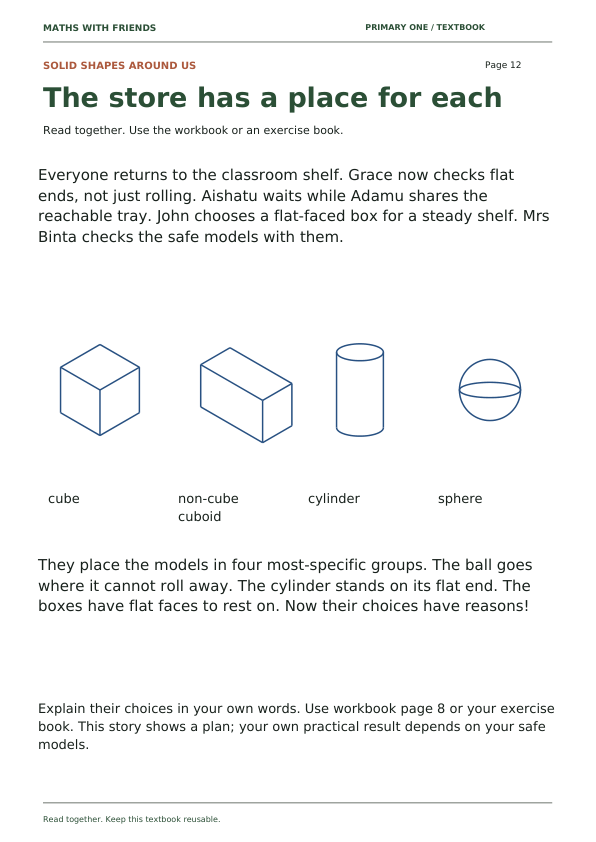 MATHS WITH FRIENDS
PRIMARY ONE / TEXTBOOK
SOLID SHAPES AROUND US
Page 12
The store has a place for each
Read together. Use the workbook or an exercise book.
Everyone returns to the classroom shelf. Grace now checks flat
ends, not just rolling. Aishatu waits while Adamu shares the
reachable tray. John chooses a flat-faced box for a steady shelf. Mrs
Binta checks the safe models with them.
cube
non-cube
cuboid
cylinder
sphere
They place the models in four most-specific groups. The ball goes
where it cannot roll away. The cylinder stands on its flat end. The
boxes have flat faces to rest on. Now their choices have reasons!
Explain their choices in your own words. Use workbook page 8 or your exercise
book. This story shows a plan; your own practical result depends on your safe
models.
Read together. Keep this textbook reusable.